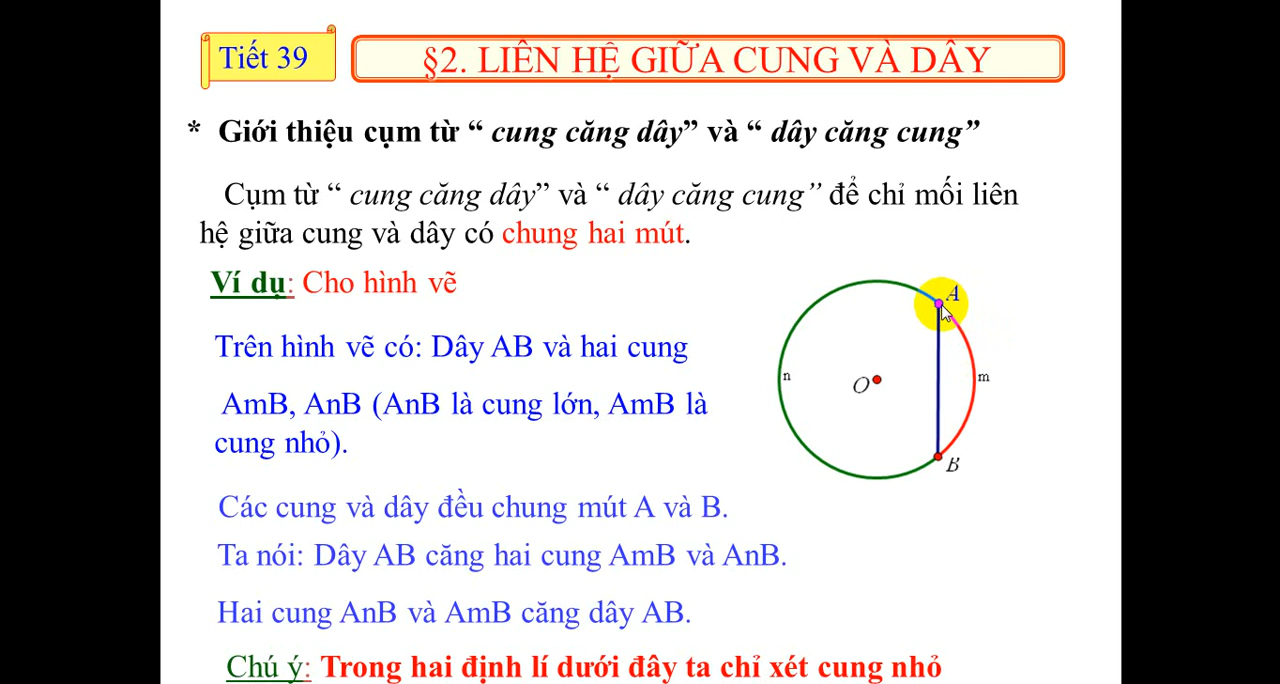 Tiết 39
§2. LIÊN HỆ GIỮA CUNG VÀ DÂY
* Giới thiệu cụm từ “ cung căng dây” và “ dây căng cung”
Cụm từ “ cung căng dây” và “ dây căng cung” để chỉ mối liên
hệ giữa cung và dây có chung hai mút.
Ví dụ: Cho hình vẽ
Trên hình vẽ có: Dây AB và hai cung
AmB, AnB (AnB là cung lớn, AmB là
cung nhỏ).
A
n
O
m
B
Các cung và dây đều chung mút A và B.
Ta nói: Dây AB căng hai cung AmB và AnB.
Hai cung AnB và AmB căng dây AB.
Chú ý: Trong hai định lí dưới đây ta chỉ xét cung nhỏ